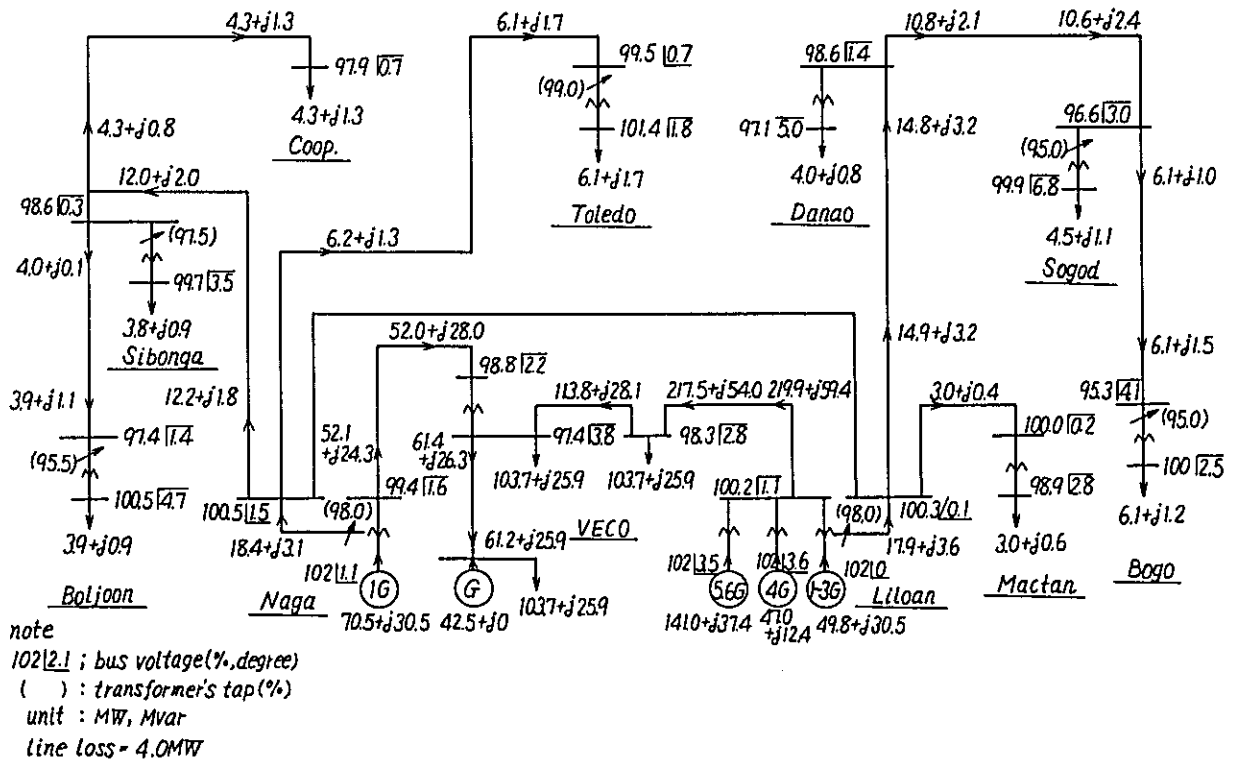 4.3+j1.3
6.1+j1.7
10.8+j2.1
10.6+j2.4
97.9 0.7
99.5 0.7
98.6 1.4
(99.0)
4.3+j1.3
Coop.
4.3+j0.8
101.4 1.8
97.1 5.0
14.8+j3.2
96.6 3.0
(95.0)
12.0+j2.0
6.1+j1.7
Toledo
4.0+j0.8
Danao
99.9 6.8
6.1+j1.0
98.6 0.3
(97.5)
6.2+j1.3
4.5+j1.1
Sogod
4.0+j0.1
99.7 3.5
3.8+j0.9
Sibonga
52.0+j28.0
14.9+j3.2
6.1+j1.5
98.8 2.2
113.8+j28.1
217.5+j54.0
219.9+j59.4
3.0+j0.4
95.3 4.1
(95.0)
3.9+j1.1
12.2+j1.8
97.4 1.4
(95.5)
52.1
+j24.3
61.4
+j26.3
97.4 3.8
98.3 2.8
100.0 0.2
100 2.5
99.4 1.6
103.7+j25.9
103.7+j25.9
100.2 1.1
98.9 2.8
100.5 4.7
100.5 1.5
(98.0)
(98.0)
100.3/0.1
6.1+j1.2
Bogo
3.9+j0.9
18.4+j3.1
61.2+j25.9
VECO
17.9+j3.6
3.0+j0.6
Mactan
102 1.1
102 3.5
102 3.6
102 0
Boljoon
Naga
1G
G
103.7+j25.9
5.6G
4G
1-3G
Liloan
70.5+j30.5
42.5+j0
141.0+j37.4
47.0
+j12.4
49.8+j30.5
note
102 2.1 ; bus voltage(%,degree)
( ) : transformer's tap(%)
unit : MW, Mvar
line loss = 4.0MW